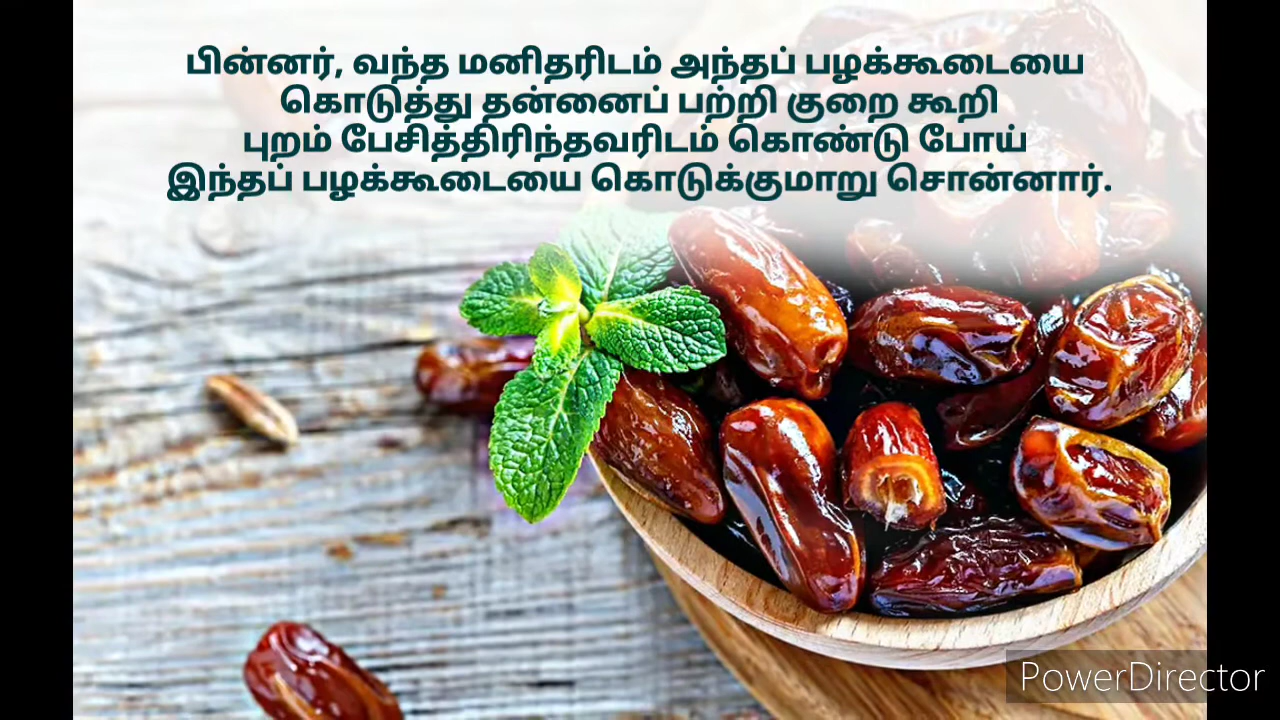 பின்னர், வந்த மனிதரிடம் அந்தப் பழக்கூடையை
கொடுத்து தன்னைப் பற்றி குறை கூறி
புறம் பேசித்திரிந்தவரிடம் கொண்டு போய்
இந்தப் பழக்கூடையை கொடுக்குமாறு சொன்னார்.
PowerDirector